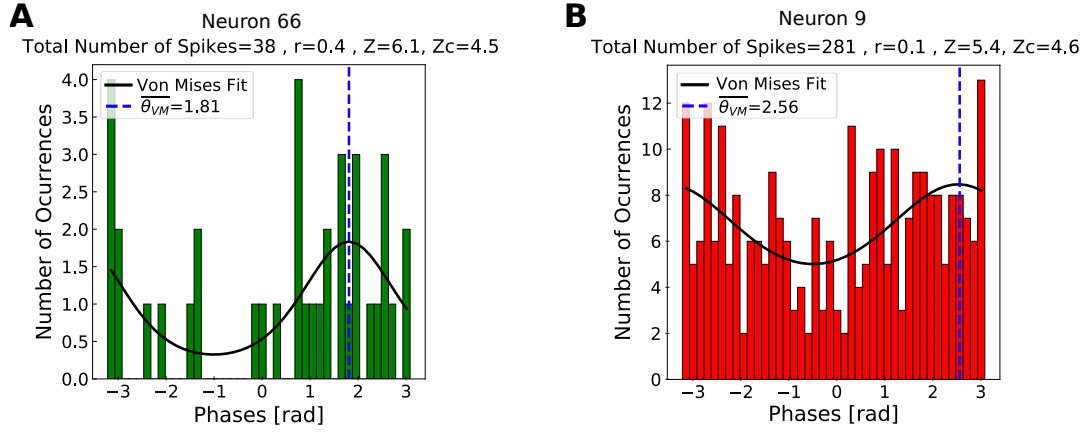 A
Neuron 66
Total Number of Spikes=38 , r=0.4 , Z=6.1, Zc=4.5
Number of Ocurrences
4.0
3.5
3.0
2.5
2.0
1.5
1.0
0.5
0.0
Von Mises Fit
θVM=1.81
−3 −2 −1 0 1 2 3
Phases [rad]
B
Neuron 9
Total Number of Spikes=281 , r=0.1 , Z=5.4, Zc=4.6
Number of Ocurrences
12
10
8
6
4
2
0
Von Mises Fit
θVM=2.56
−3 −2 −1 0 1 2 3
Phases [rad]